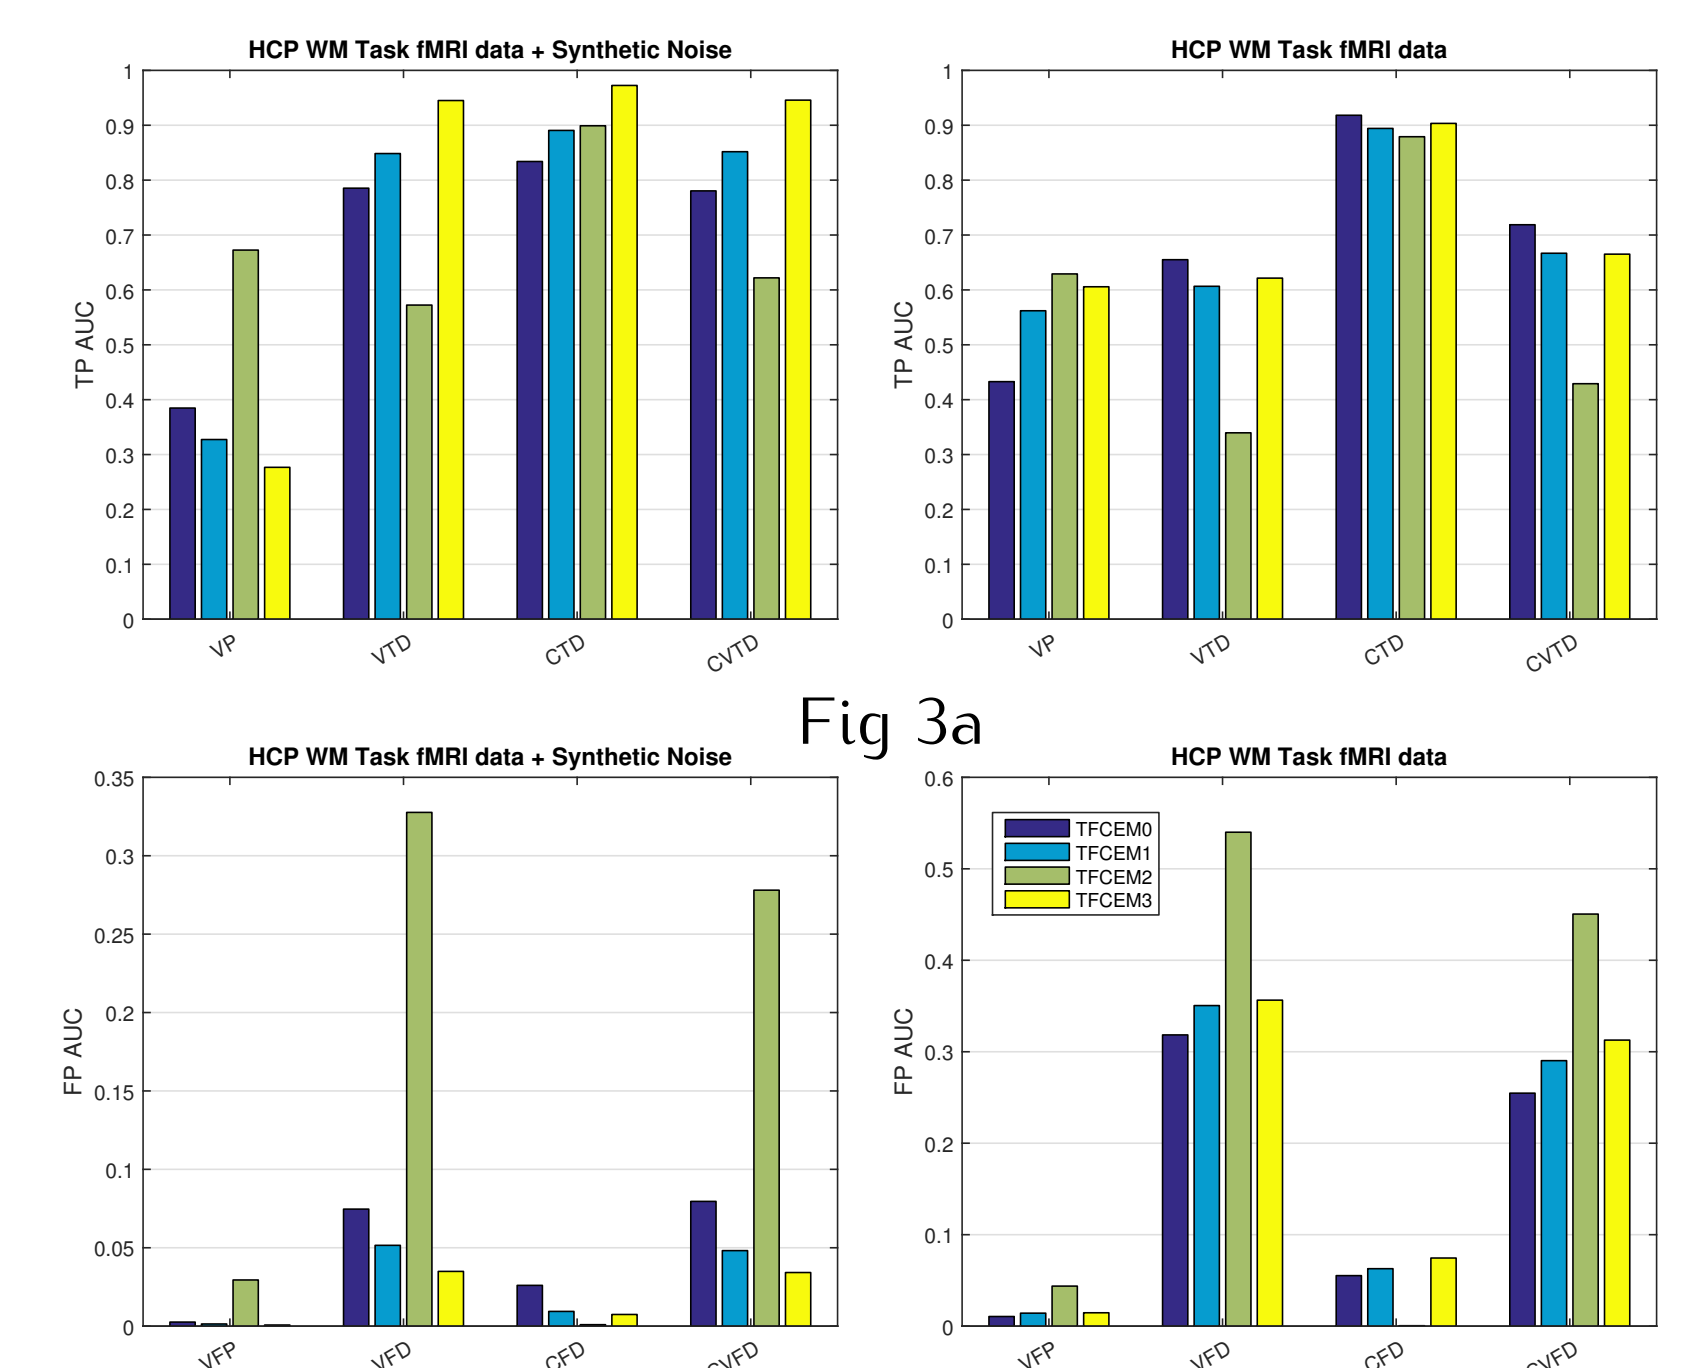 HCP WM Task fMRI data + Synthetic Noise
TP AUC
1
0.9
0.8
0.7
0.6
0.5
0.4
0.3
0.2
0.1
0
VP
VTD
CTD
CVTD
HCP WM Task fMRI data
TP AUC
1
0.9
0.8
0.7
0.6
0.5
0.4
0.3
0.2
0.1
0
VP
VTD
CTD
CVTD
Fig 3a
HCP WM Task fMRI data + Synthetic Noise
FP AUC
0.35
0.3
0.25
0.2
0.15
0.1
0.05
0
VFP
VFD
CFD
CVFD
HCP WM Task fMRI data
FP AUC
0.6
0.5
0.4
0.3
0.2
0.1
0
TFCEM0
TFCEM1
TFCEM2
TFCEM3
VFP
VFD
CFD
CVFD